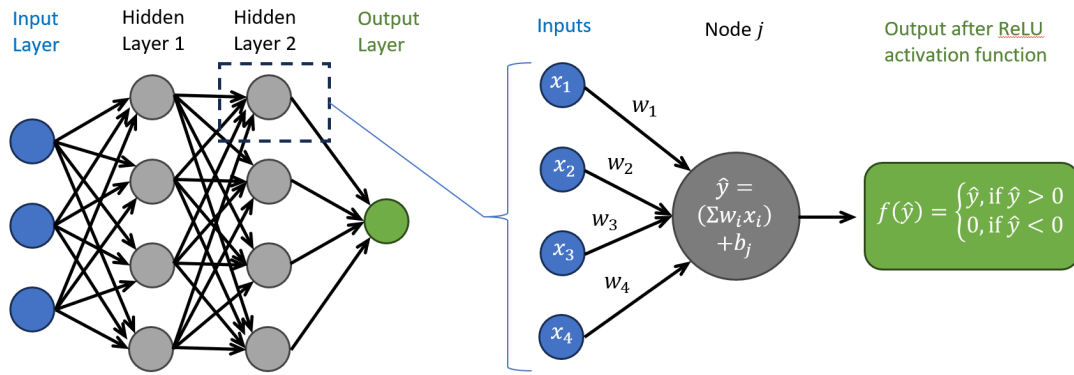 Input
Layer
Hidden
Layer 1
Hidden
Layer 2
Output
Layer
Inputs
Node j
Output after ReLU
activation function
x₁
x₂
x₃
x₄
w₁
w₂
w₃
w₄
ŷ =
(Σwᵢxᵢ)
+bⱼ
f(ŷ) = {ŷ, if ŷ > 0
0, if ŷ < 0